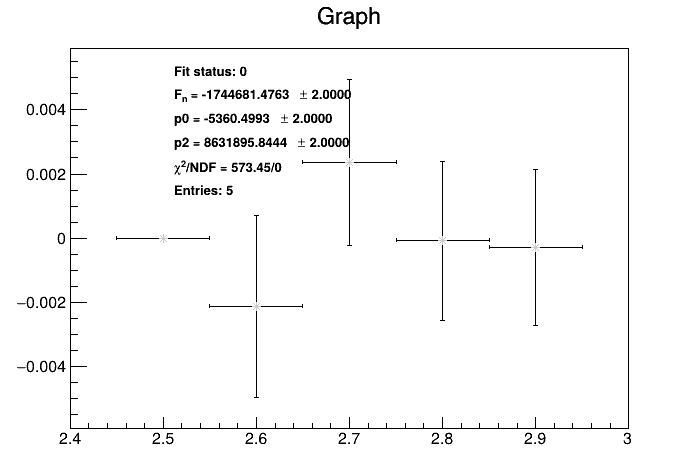 Graph
Fit status: 0
Fn = -1744681.4763 ± 2.0000
p0 = -5360.4993 ± 2.0000
p2 = 8631895.8444 ± 2.0000
χ²/NDF = 573.45/0
Entries: 5
0.004
0.002
0
−0.002
−0.004
2.4 2.5 2.6 2.7 2.8 2.9 3